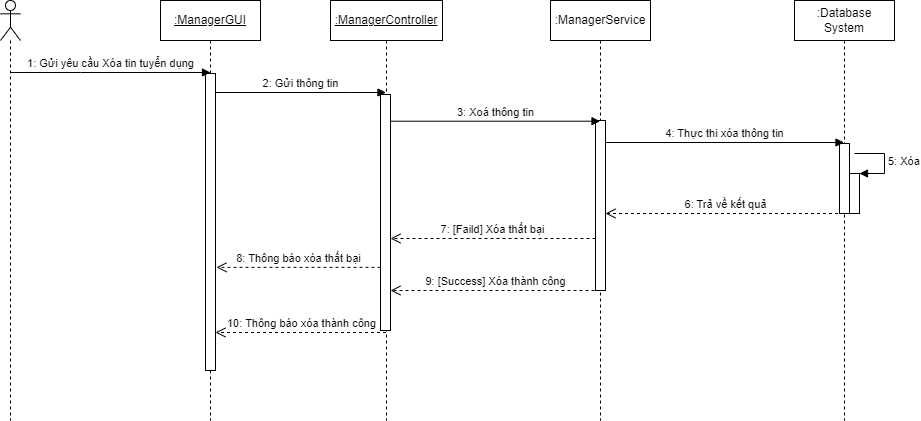 :ManagerGUI
:ManagerController
:ManagerService
:Database
System
1: Gửi yêu cầu Xóa tin tuyển dụng
2: Gửi thông tin
3: Xoá thông tin
4: Thực thi xóa thông tin
5: Xóa
6: Trả về kết quả
7: [Faild] Xóa thất bại
8: Thông báo xóa thất bại
9: [Success] Xóa thành công
10: Thông báo xóa thành công